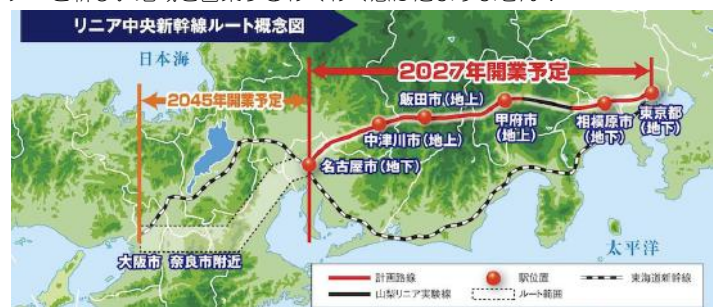 リニア中央新幹線ルート概念図
日本海
2027年開業予定
2045年開業予定
飯田市(地上)
中津川市(地上)
甲府市
(地上)
相模原市
(地下)
東京都
(地下)
名古屋市(地下)
大阪市 奈良市附近
太平洋
計画路線
駅位置
東海道新幹線
山梨リニア実験線
ルート範囲